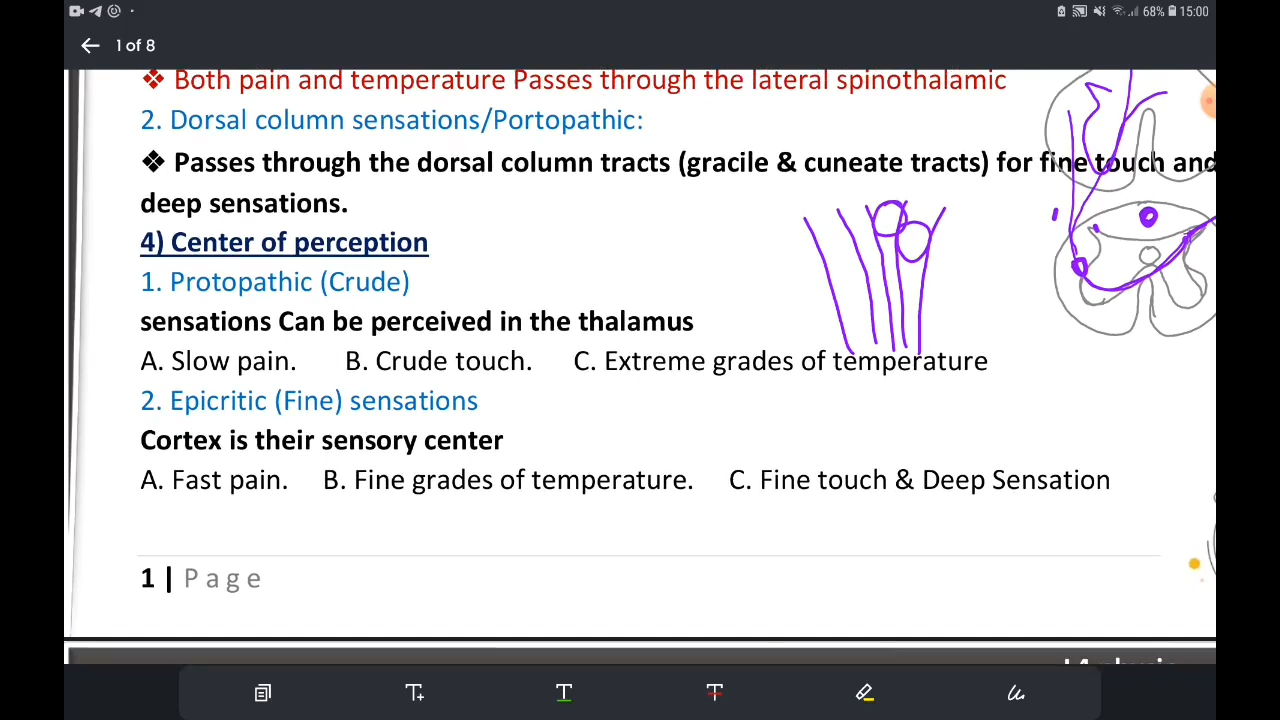 68% 15:00
1 of 8
❖ Both pain and temperature Passes through the lateral spinothalamic
2. Dorsal column sensations/Portopathic:
❖ Passes through the dorsal column tracts (gracile & cuneate tracts) for fine touch and
deep sensations.
4) Center of perception
1. Protopathic (Crude)
sensations Can be perceived in the thalamus
A. Slow pain. B. Crude touch. C. Extreme grades of temperature
2. Epicritic (Fine) sensations
Cortex is their sensory center
A. Fast pain. B. Fine grades of temperature. C. Fine touch & Deep Sensation
1 | Page